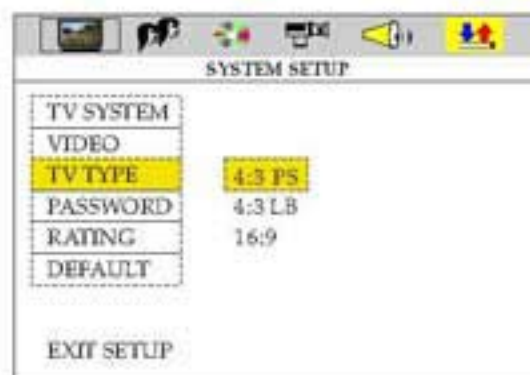 SYSTEM SETUP
TV SYSTEM
VIDEO
TV TYPE 4:3 PS
PASSWORD 4:3 LB
RATING 16:9
DEFAULT
EXIT SETUP